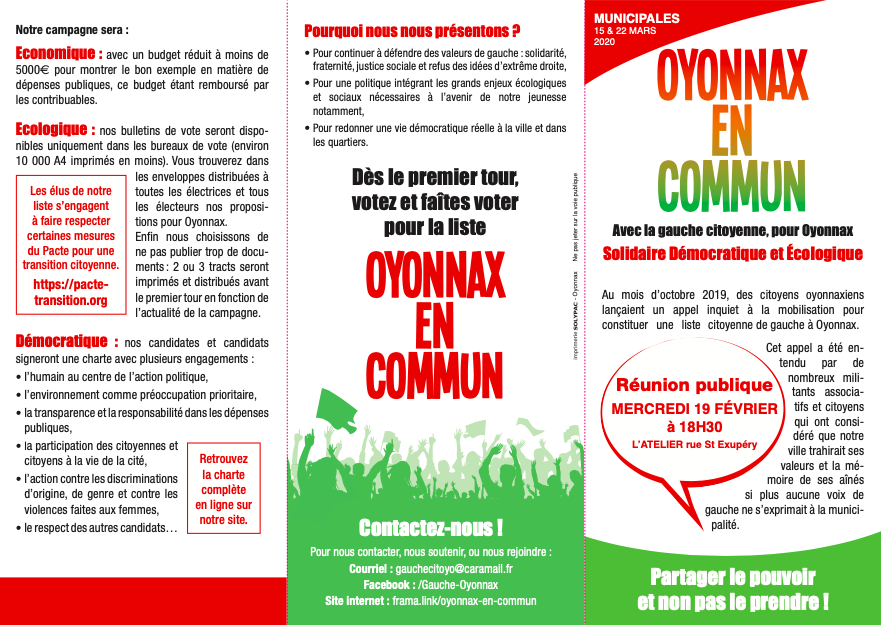 Notre campagne sera :
Economique : avec un budget réduit à moins de
5000€ pour montrer le bon exemple en matière de
dépenses publiques, ce budget étant remboursé par
les contribuables.
Ecologique : nos bulletins de vote seront dispo-
nibles uniquement dans les bureaux de vote (environ
10 000 A4 imprimés en moins). Vous trouverez dans
les enveloppes distribuées à
toutes les électrices et tous
les électeurs nos proposi-
tions pour Oyonnax.
Enfin nous choisissons de
ne pas publier trop de docu-
ments : 2 ou 3 tracts seront
imprimés et distribués avant
le premier tour en fonction de
l'actualité de la campagne.
Les élus de notre
liste s'engagent
à faire respecter
certaines mesures
du Pacte pour une
transition citoyenne.
https://pacte-
transition.org
Démocratique : nos candidates et candidats
signeront une charte avec plusieurs engagements :
• l'humain au centre de l'action politique,
• l'environnement comme préoccupation prioritaire,
• la transparence et la responsabilité dans les dépenses
publiques,
• la participation des citoyennes et
citoyens à la vie de la cité,
• l'action contre les discriminations
d'origine, de genre et contre les
violences faites aux femmes,
• le respect des autres candidats…
Retrouvez
la charte
complète
en ligne sur
notre site.
Pourquoi nous nous présentons ?
• Pour continuer à défendre des valeurs de gauche : solidarité,
fraternité, justice sociale et refus des idées d'extrême droite,
• Pour une politique intégrant les grands enjeux écologiques
et sociaux nécessaires à l'avenir de notre jeunesse
notamment,
• Pour redonner une vie démocratique réelle à la ville et dans
les quartiers.
Dès le premier tour,
votez et faîtes voter
pour la liste
OYONNAX
EN
COMMUN
Contactez-nous !
Pour nous contacter, nous soutenir, ou nous rejoindre :
Courriel : gauchecitoyo@caramail.fr
Facebook : /Gauche-Oyonnax
Site internet : frama.link/oyonnax-en-commun
imprimerie SOLYPAC - Oyonnax Ne pas jeter sur la voie publique
MUNICIPALES
15 & 22 MARS
2020
OYONNAX
EN
COMMUN
Avec la gauche citoyenne, pour Oyonnax
Solidaire Démocratique et Écologique
Au mois d'octobre 2019, des citoyens oyonnaxiens
lançaient un appel inquiet à la mobilisation pour
constituer une liste citoyenne de gauche à Oyonnax.
Cet appel a été en-
tendu par de
nombreux mili-
tants associa-
tifs et citoyens
qui ont consi-
déré que notre
ville trahirait ses
valeurs et la mé-
moire de ses aînés
si plus aucune voix de
gauche ne s'exprimait à la munici-
palité.
Réunion publique
MERCREDI 19 FÉVRIER
à 18H30
L'ATELIER rue St Exupéry
Partager le pouvoir
et non pas le prendre !